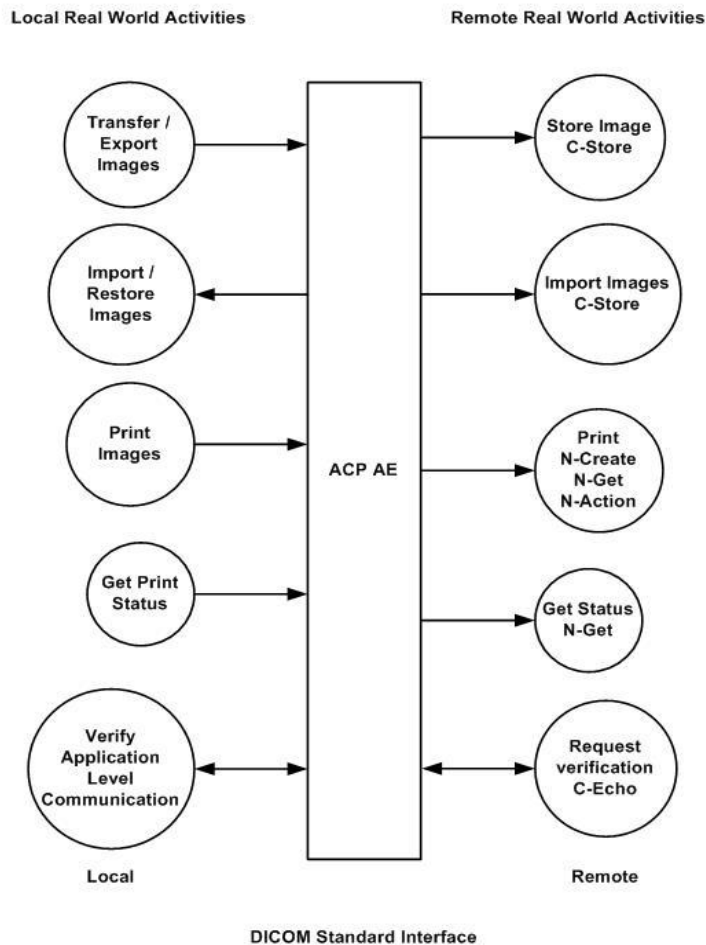 Local Real World Activities
Remote Real World Activities
Transfer /
Export
Images
Store Image
C-Store
Import /
Restore
Images
Import Images
C-Store
Print
Images
ACP AE
Print
N-Create
N-Get
N-Action
Get Print
Status
Get Status
N-Get
Verify
Application
Level
Communication
Request
verification
C-Echo
Local
Remote
DICOM Standard Interface